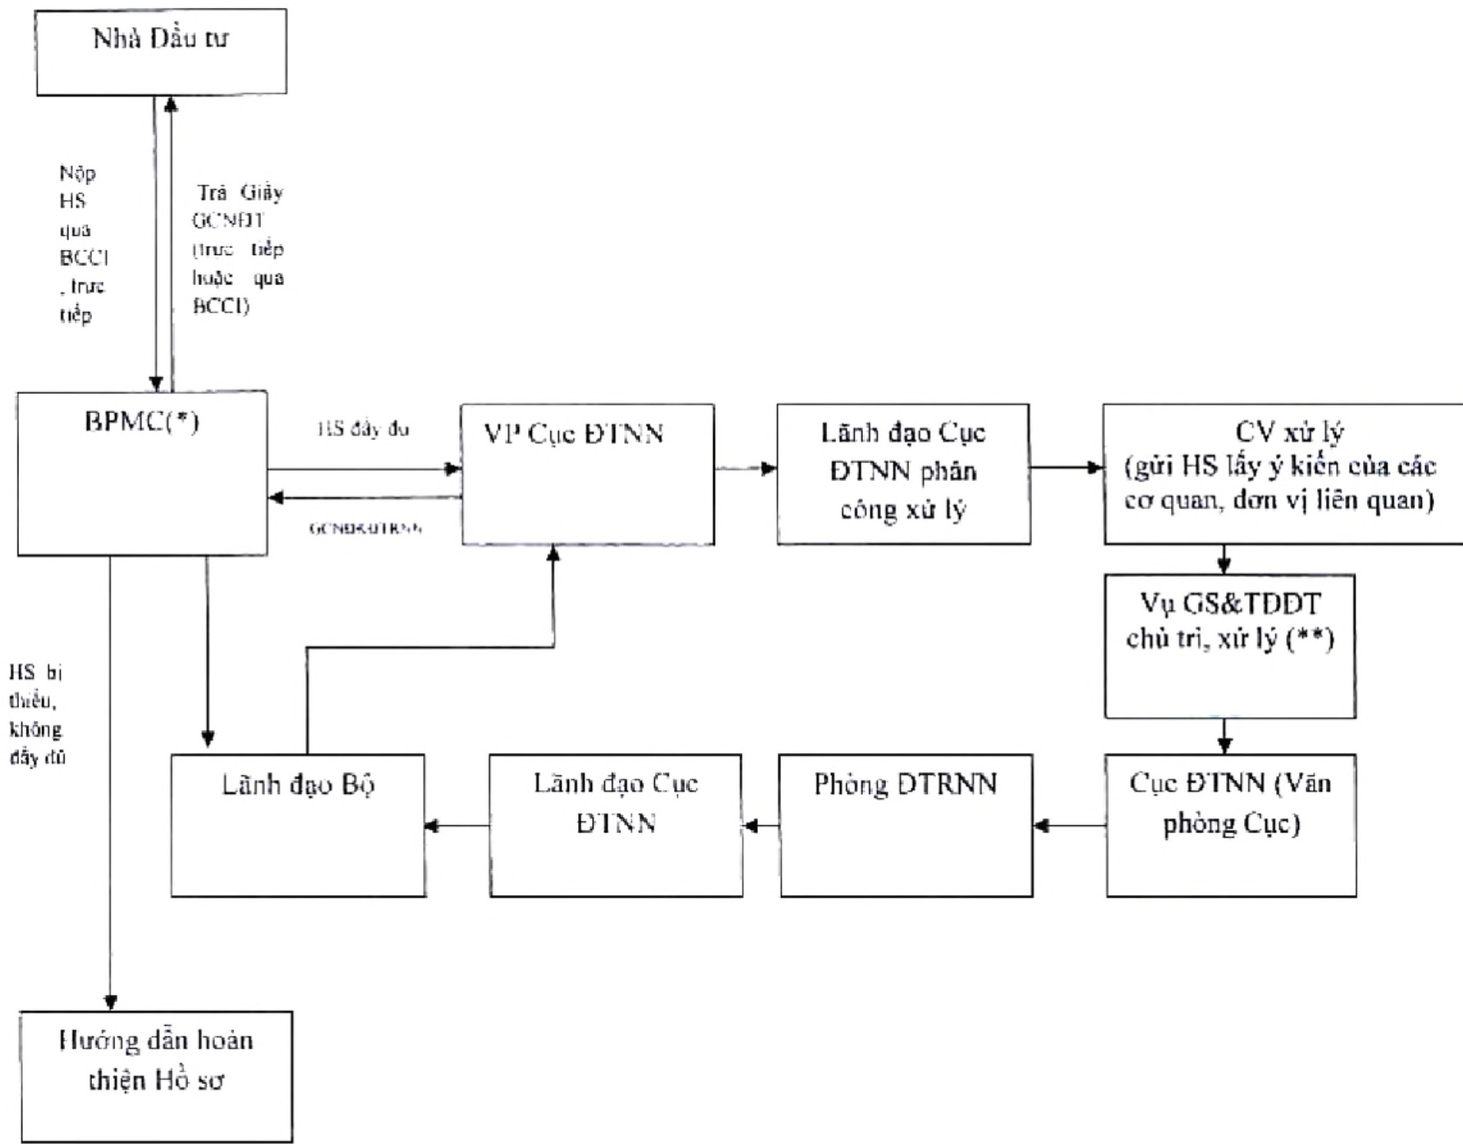 Nhà Đầu tư
Nộp
HS
qua
BCCI
, trực
tiếp
Trả Giấy
GCNĐT
(trực tiếp
hoặc qua
BCCI)
BPMC(*)
HS đầy đủ
GCNĐKĐTRNN
VP Cục ĐTNN
Lãnh đạo Cục
ĐTNN phân
công xử lý
CV xử lý
(gửi HS lấy ý kiến của các
cơ quan, đơn vị liên quan)
Vụ GS&TĐĐT
chủ trì, xử lý (**)
HS bị
thiếu,
không
đầy đủ
Lãnh đạo Bộ
Lãnh đạo Cục
ĐTNN
Phòng ĐTRNN
Cục ĐTNN (Văn
phòng Cục)
Hướng dẫn hoàn
thiện Hồ sơ